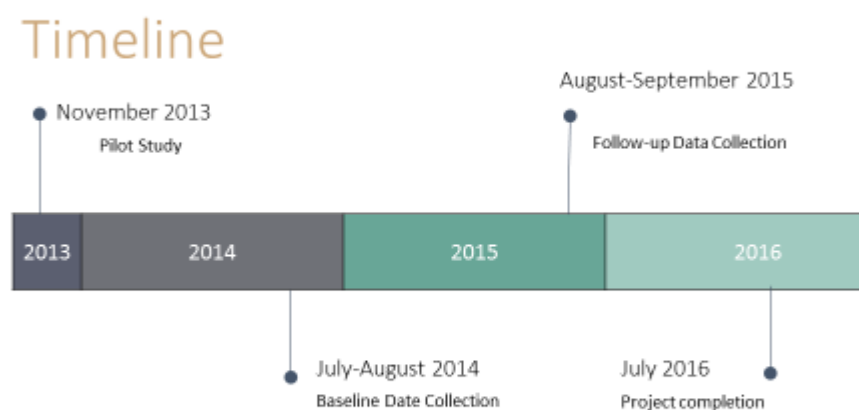 Timeline
August-September 2015
November 2013
Pilot Study
Follow-up Data Collection
2013
2014
2015
2016
July-August 2014
July 2016
Baseline Date Collection
Project completion